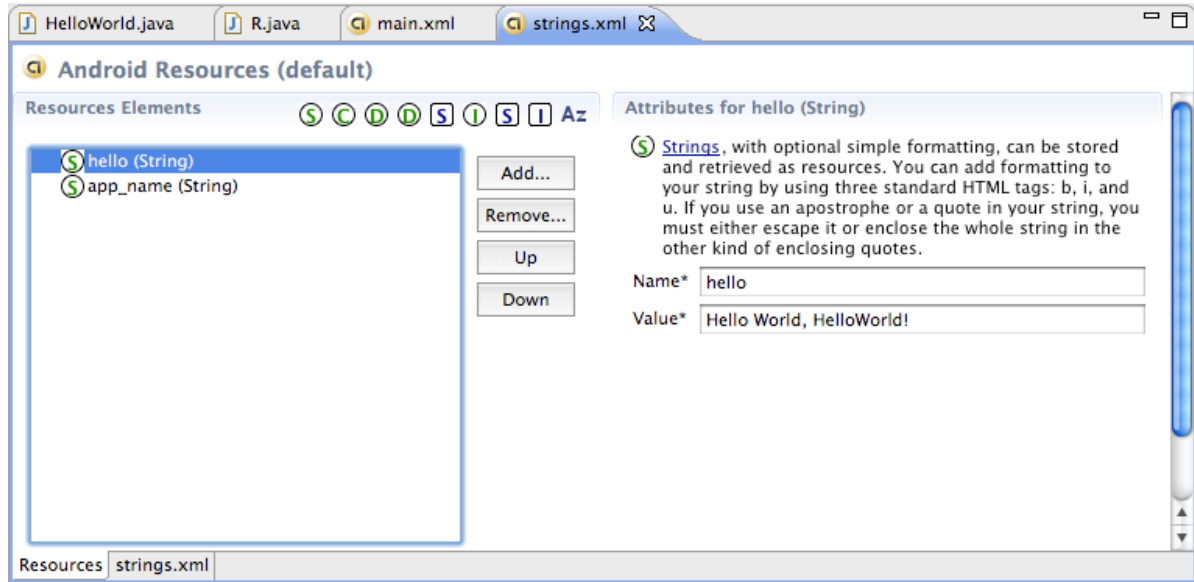 HelloWorld.java R.java main.xml strings.xml
Android Resources (default)
Resources Elements
S C D D S I S I Az
hello (String)
app_name (String)
Add...
Remove...
Up
Down
Attributes for hello (String)
Strings, with optional simple formatting, can be stored
and retrieved as resources. You can add formatting to
your string by using three standard HTML tags: b, i, and
u. If you use an apostrophe or a quote in your string, you
must either escape it or enclose the whole string in the
other kind of enclosing quotes.
Name* hello
Value* Hello World, HelloWorld!
Resources strings.xml